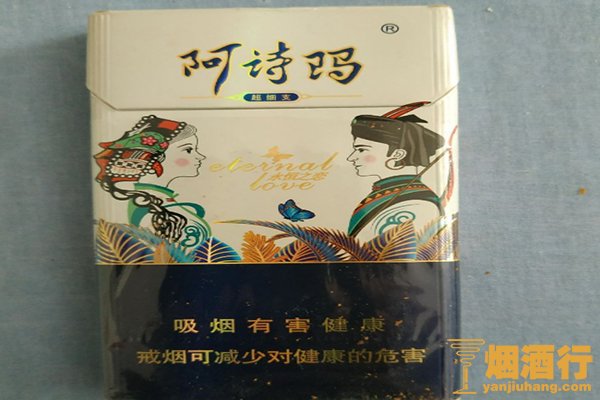 阿诗玛
®
超细支
eternal
永恒之恋
love
吸烟有害健康
戒烟可减少对健康的危害
烟酒行
yanjiuhang.com